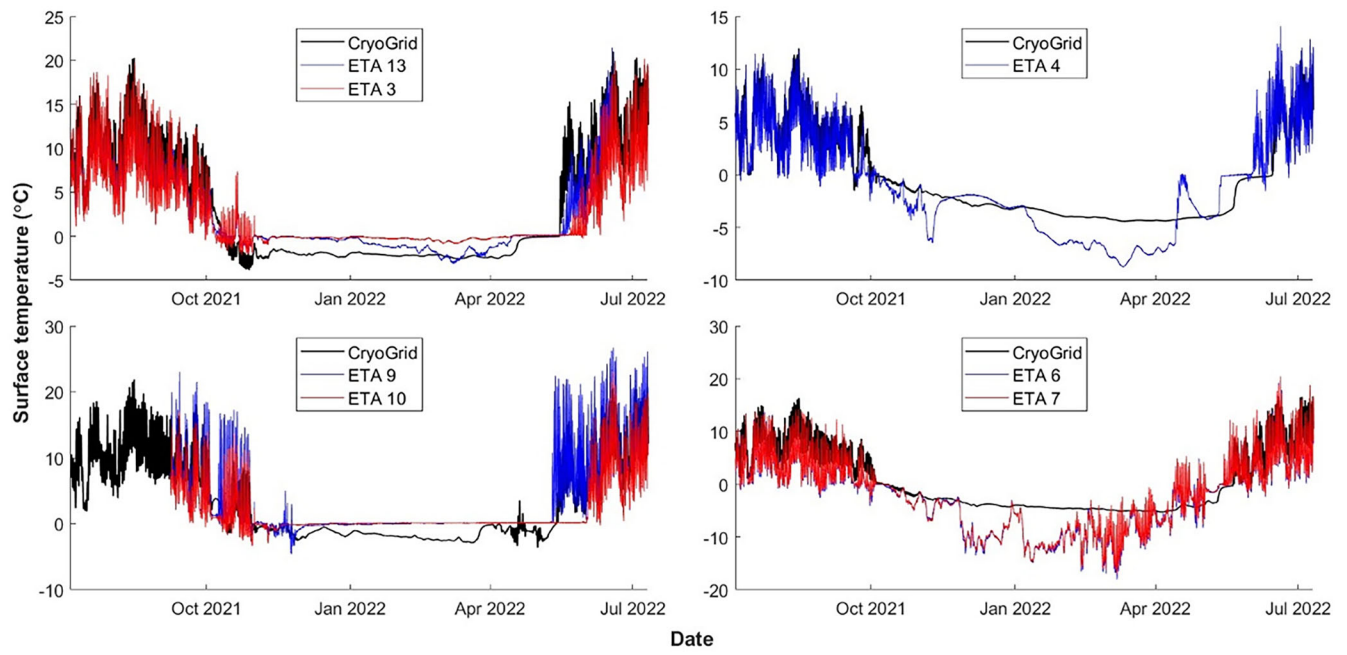 Surface temperature (°C)
25
20
15
10
5
0
-5
CryoGrid
ETA 13
ETA 3
Oct 2021
Jan 2022
Apr 2022
Jul 2022
15
10
5
0
-5
-10
CryoGrid
ETA 4
Oct 2021
Jan 2022
Apr 2022
Jul 2022
30
20
10
0
-10
CryoGrid
ETA 9
ETA 10
Oct 2021
Jan 2022
Apr 2022
Jul 2022
30
20
10
0
-10
-20
CryoGrid
ETA 6
ETA 7
Oct 2021
Jan 2022
Apr 2022
Jul 2022
Date